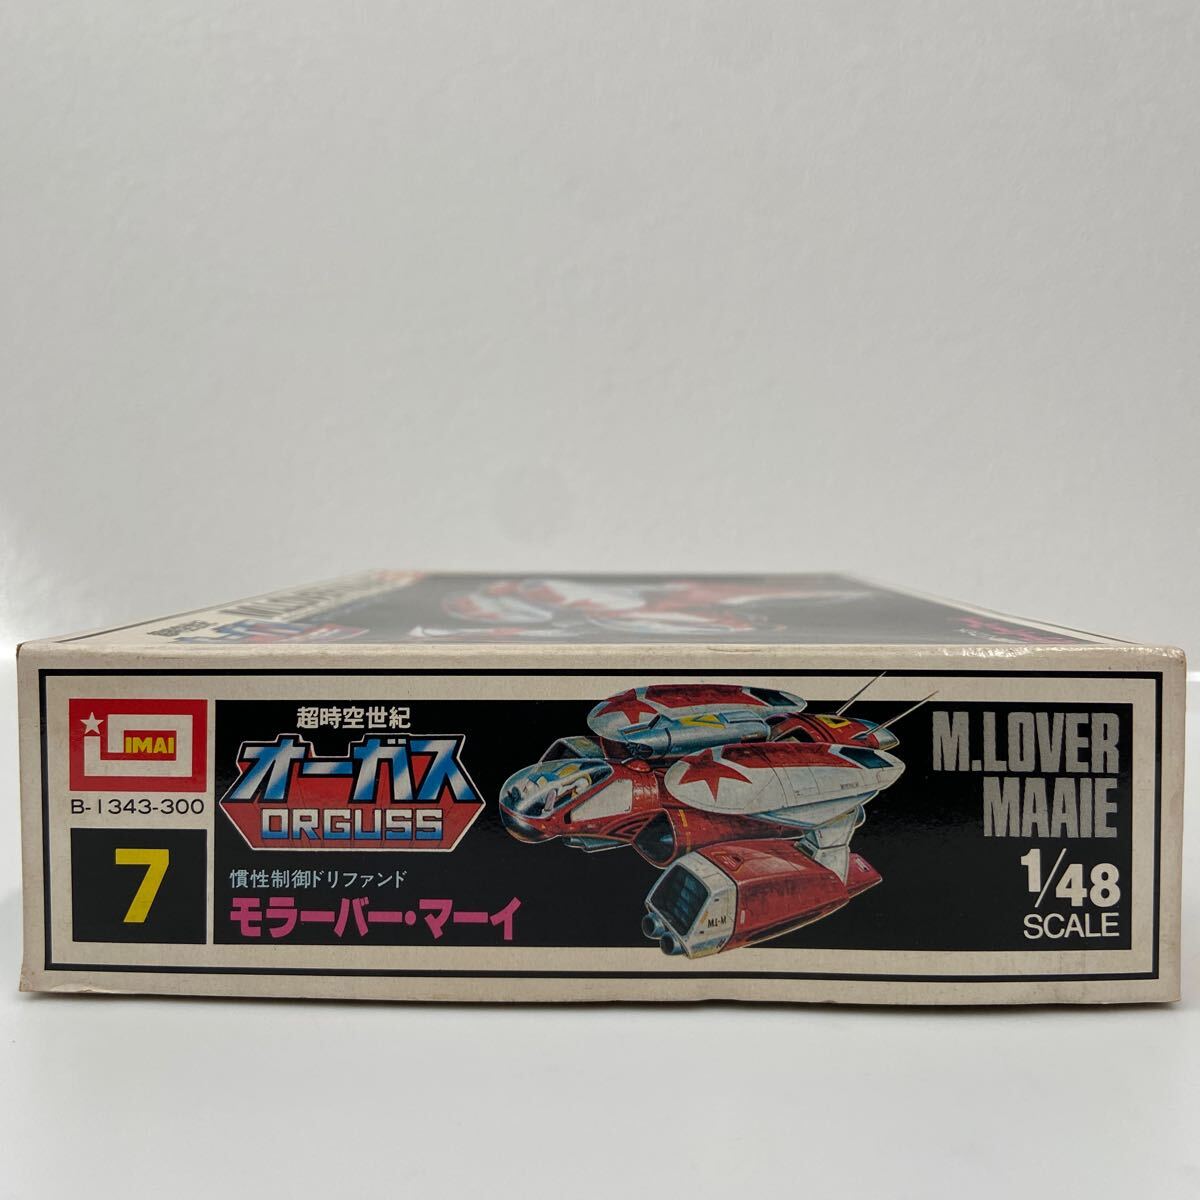 IMAI
B-1343-300
7
超時空世紀
オーガス
ORGUSS
慣性制御ドリファンド
モラーバー・マーイ
M.L-M
M.LOVER
MAAIE
1/48
SCALE